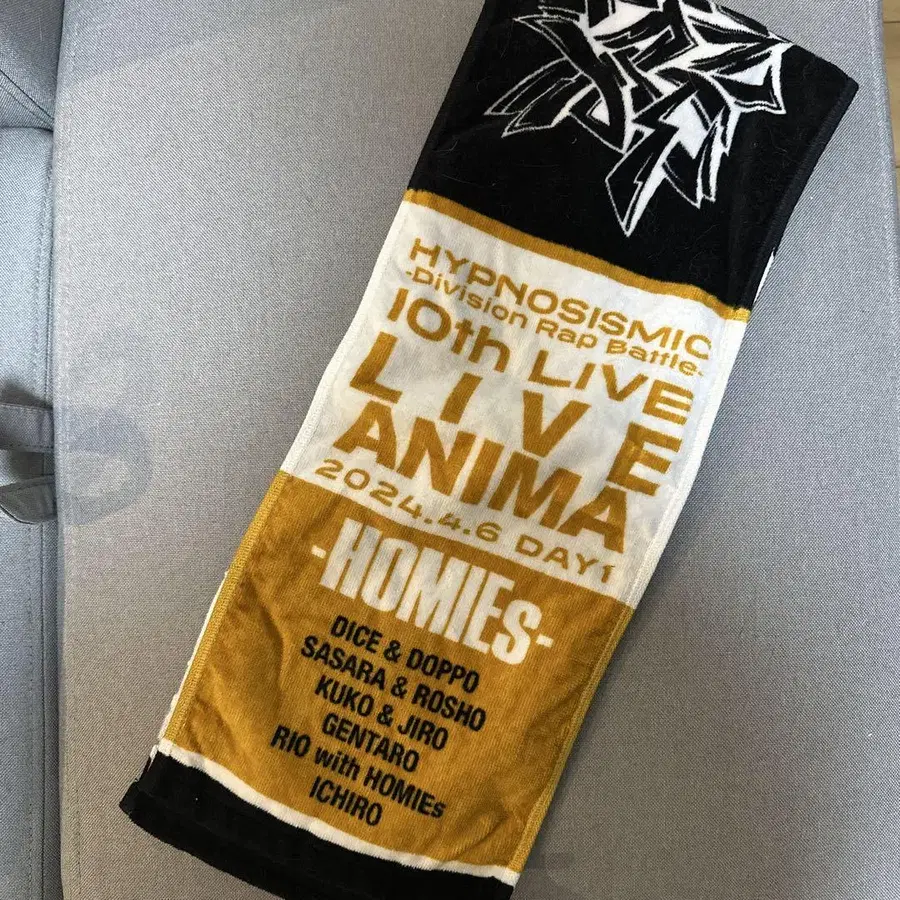 HYPNOSISMIC
-Division Rap Battle-
10th LIVE
LIVE
ANIMA
2024.4.6 DAY1
-HOMIEs-
DICE & DOPPO
SASARA & ROSHO
KUKO & JIRO
GENTARO
RIO with HOMIEs
ICHIRO